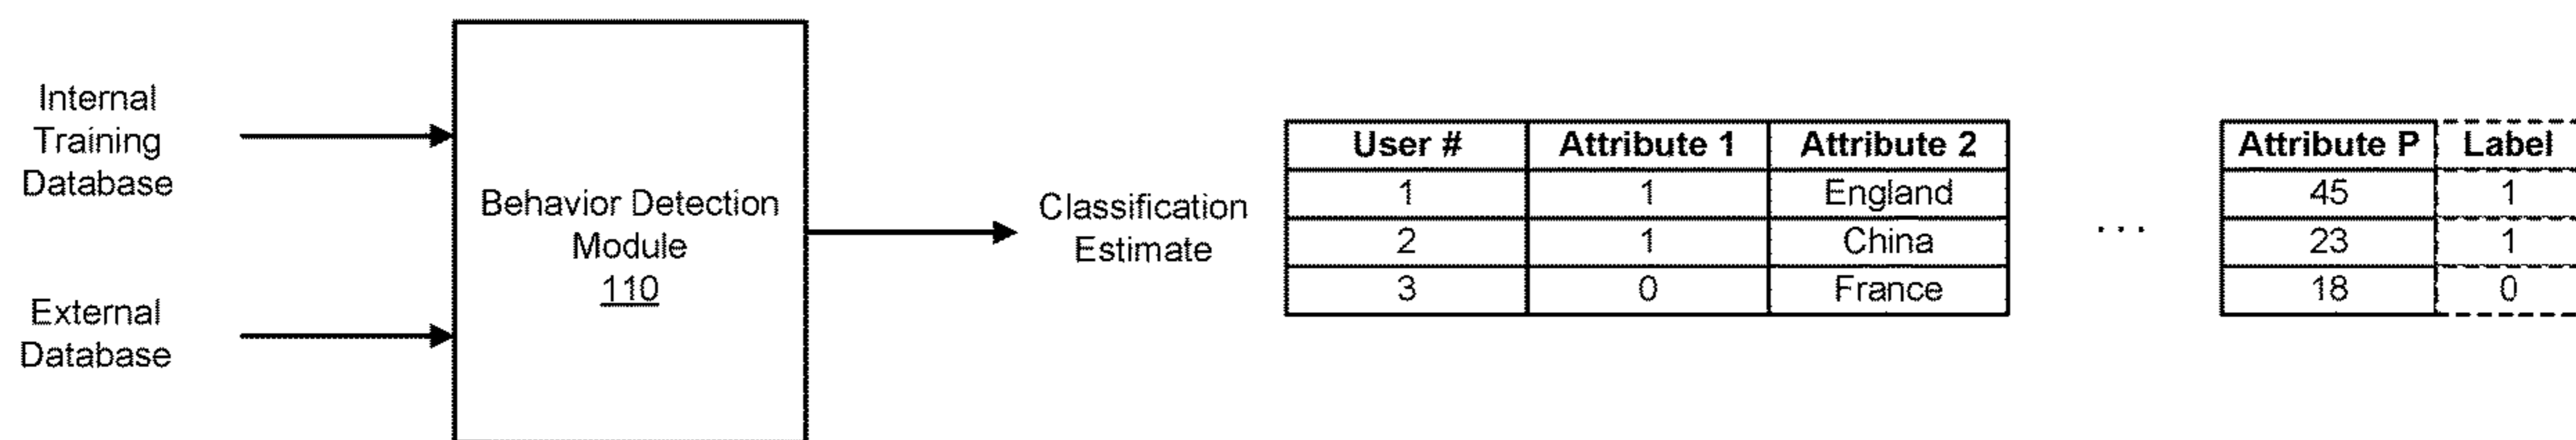 Internal
Training
Database
External
Database
Behavior Detection
Module
110
Classification
Estimate
User # Attribute 1 Attribute 2 Attribute P Label
1 1 England 45 1
2 1 China ... 23 1
3 0 France 18 0